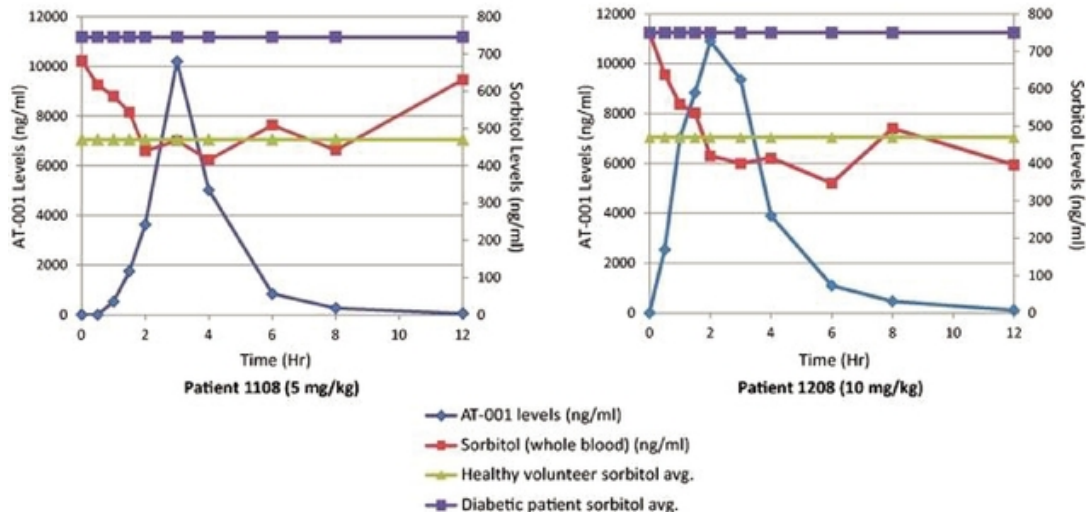 12000
10000
8000
6000
4000
2000
0
AT-001 Levels (ng/ml)
800
700
600
500
400
300
200
100
0
Sorbitol Levels (ng/ml)
0 2 4 6 8 10 12
Time (Hr)
Patient 1108 (5 mg/kg)
12000
10000
8000
6000
4000
2000
0
AT-001 Levels (ng/ml)
800
700
600
500
400
300
200
100
0
Sorbitol Levels (ng/ml)
0 2 4 6 8 10 12
Time (Hr)
Patient 1208 (10 mg/kg)
AT-001 levels (ng/ml)
Sorbitol (whole blood) (ng/ml)
Healthy volunteer sorbitol avg.
Diabetic patient sorbitol avg.